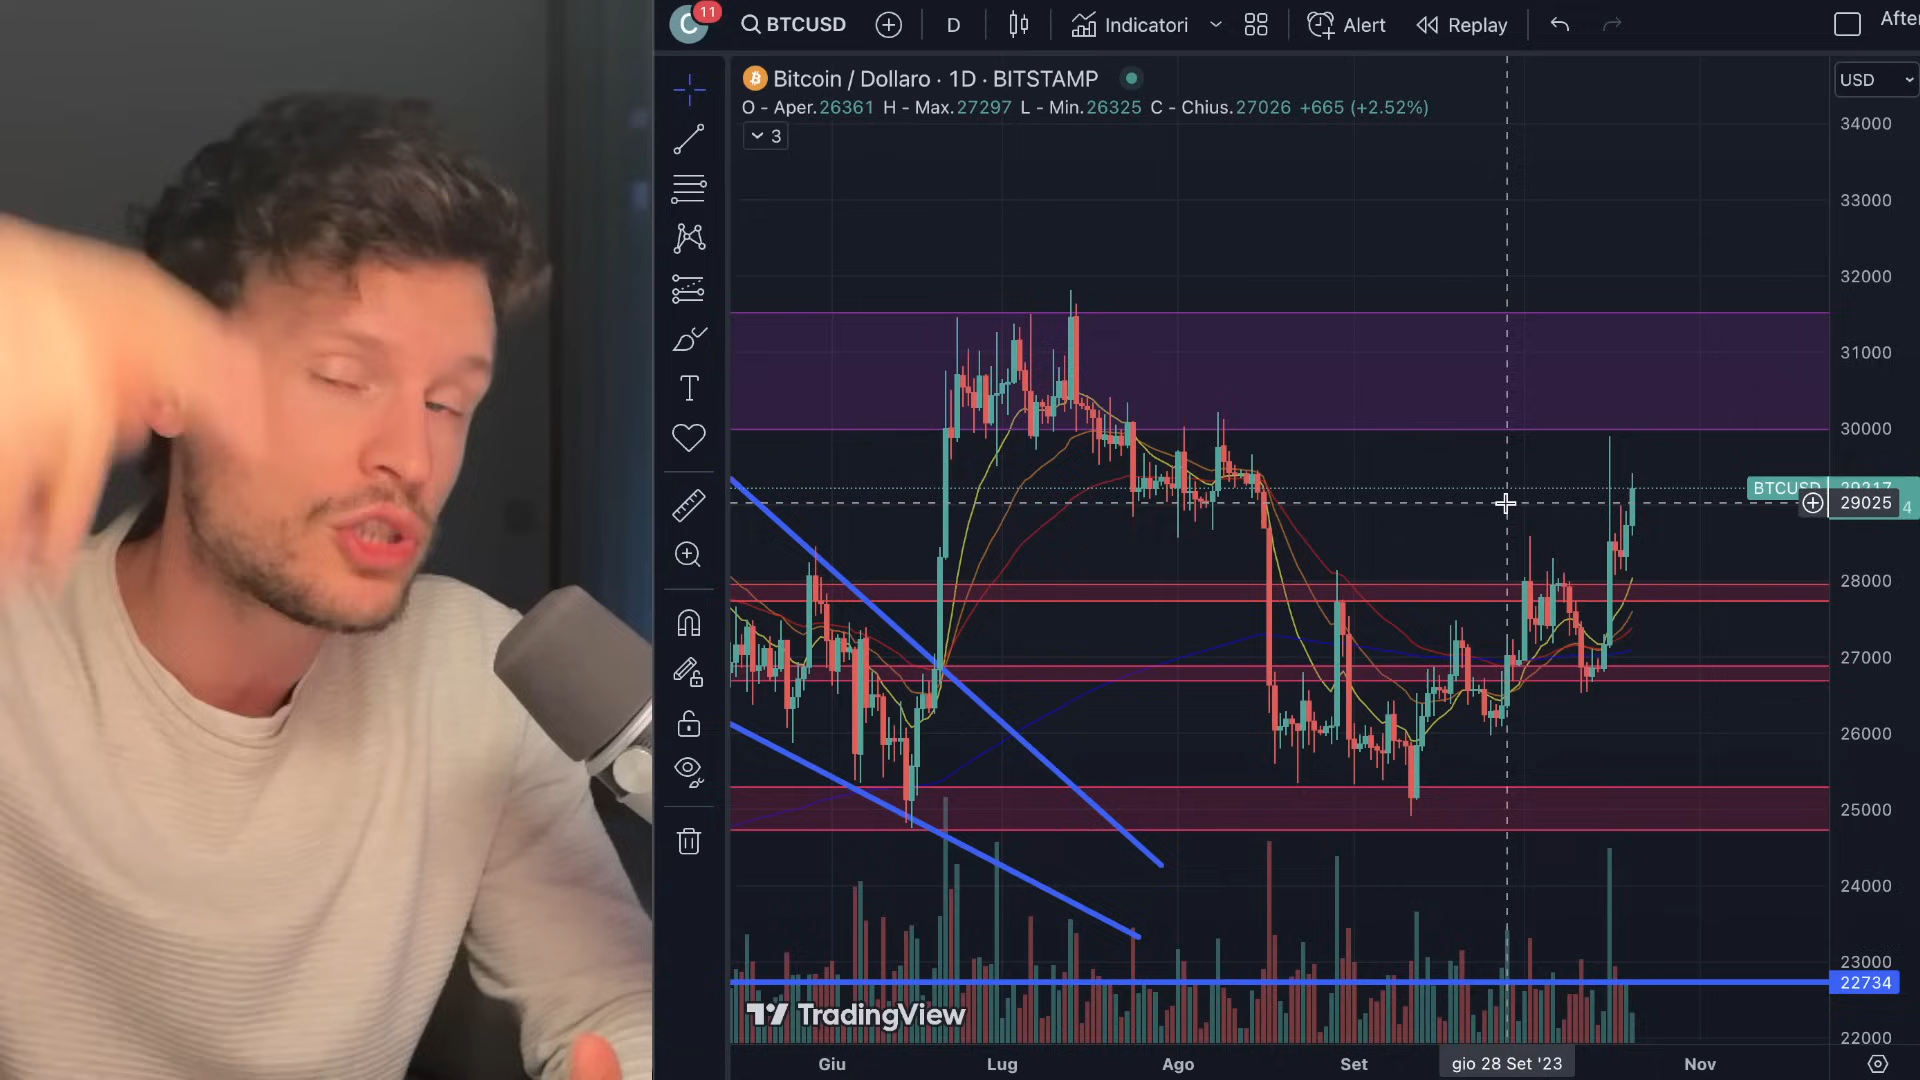 C 11 BTCUSD D Indicatori Alert Replay
USD
Bitcoin / Dollaro · 1D · BITSTAMP
O - Aper.26361 H - Max.27297 L - Min.26325 C - Chius.27026 +665 (+2.52%)
3
34000
33000
32000
31000
30000
BTCUSD
29025
4
28000
27000
26000
25000
24000
23000
22734
22000
TradingView
Giu Lug Ago Set gio 28 Set '23 Nov